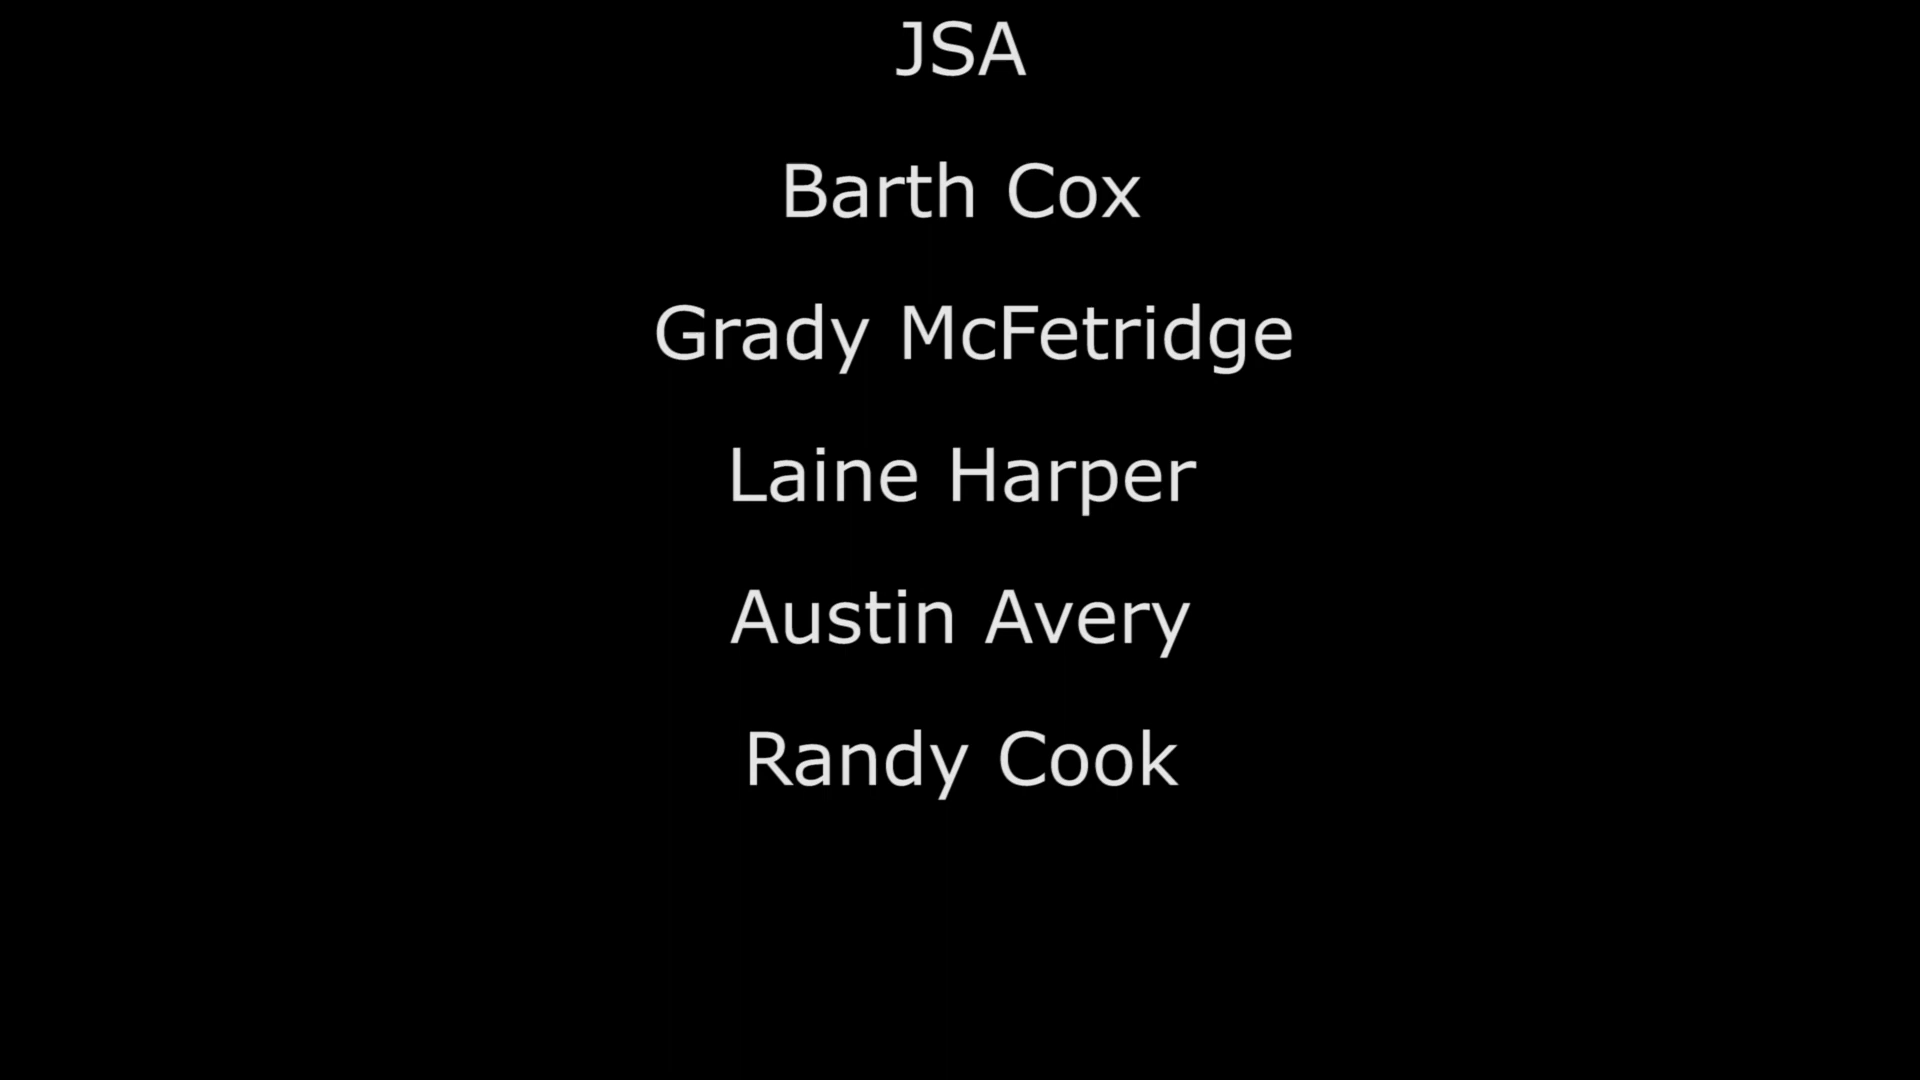 JSA
Barth Cox
Grady McFetridge
Laine Harper
Austin Avery
Randy Cook